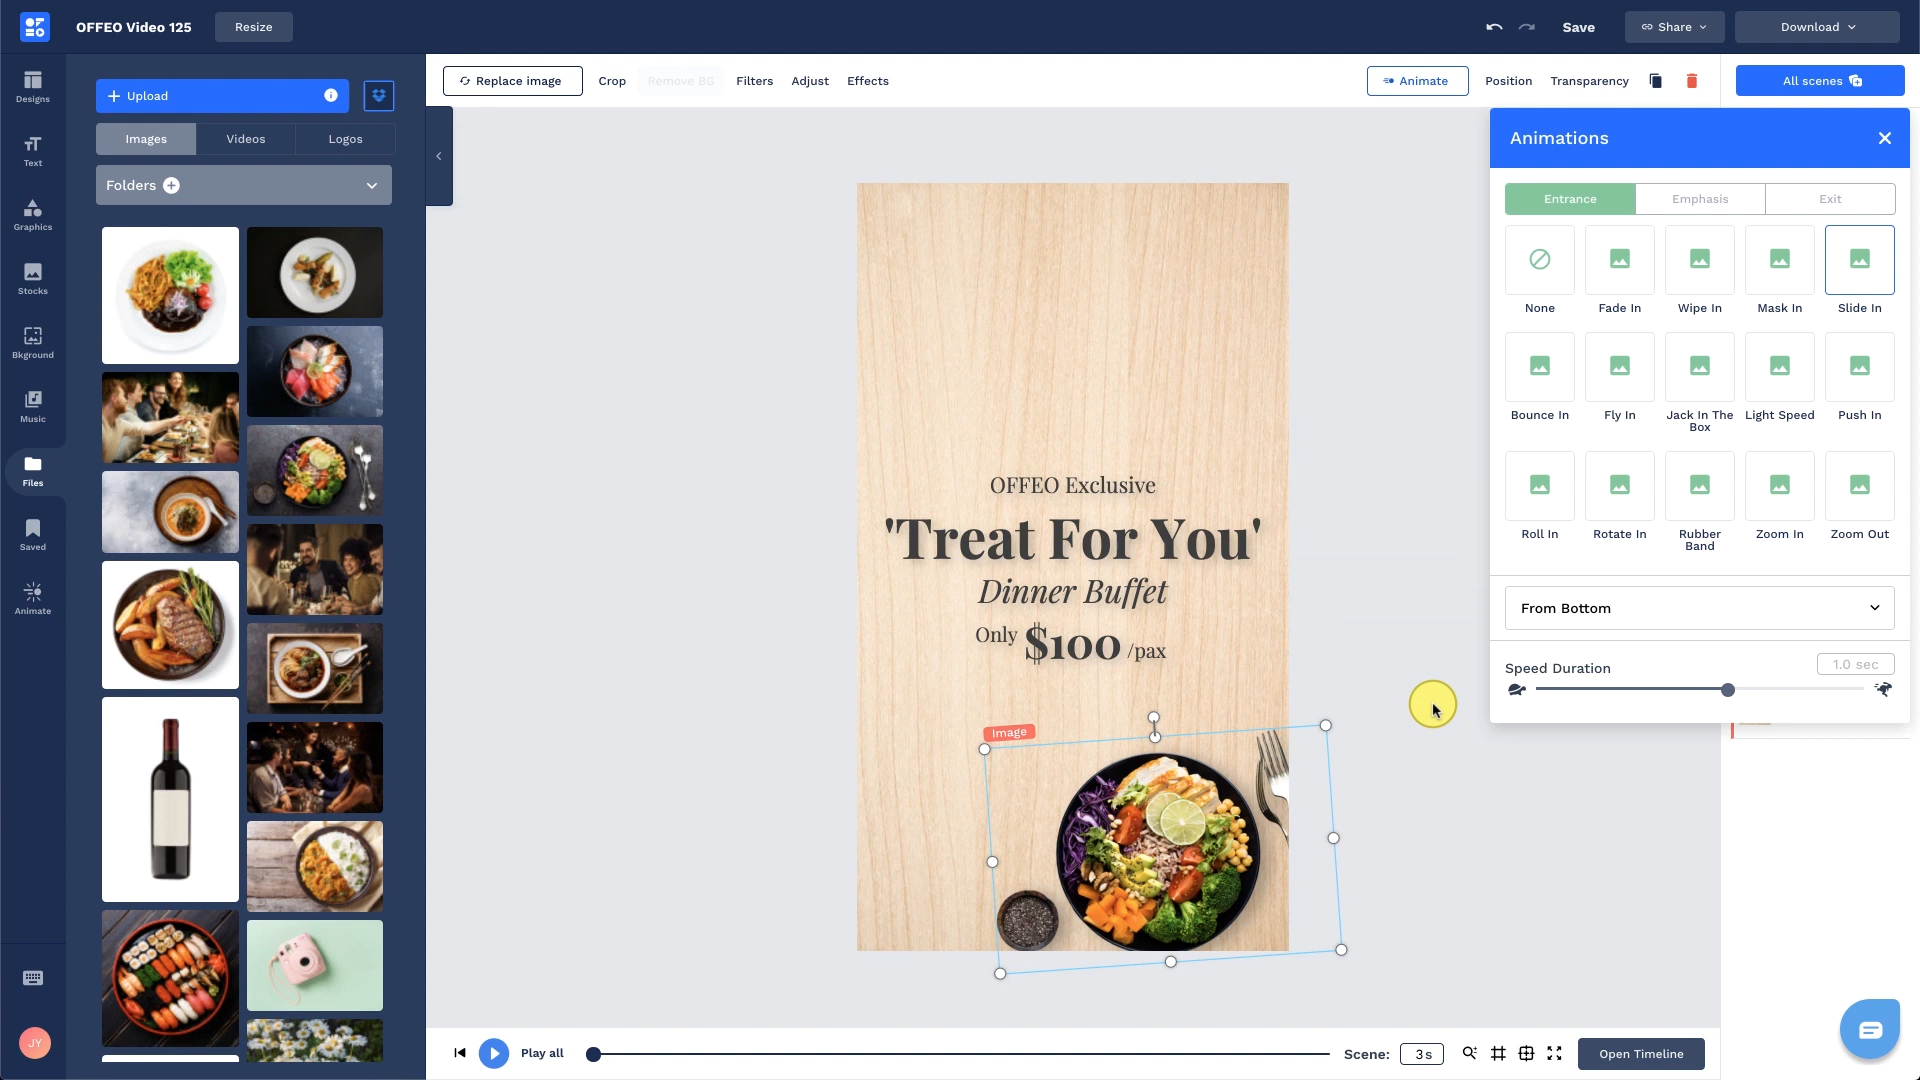 OFFEO Video 125
Resize
Save
Share
Download
Designs
Text
Graphics
Stocks
Bkground
Music
Files
Saved
Animate
JY
Upload
Images
Videos
Logos
Folders
Replace image
Crop
Remove BG
Filters
Adjust
Effects
Animate
Position
Transparency
All scenes
OFFEO Exclusive
'Treat For You'
Dinner Buffet
Only $100 /pax
Image
Animations
Entrance
Emphasis
Exit
None
Fade In
Wipe In
Mask In
Slide In
Bounce In
Fly In
Jack In The
Box
Light Speed
Push In
Roll In
Rotate In
Rubber
Band
Zoom In
Zoom Out
From Bottom
Speed Duration
1.0 sec
Play all
Scene:
3s
Open Timeline